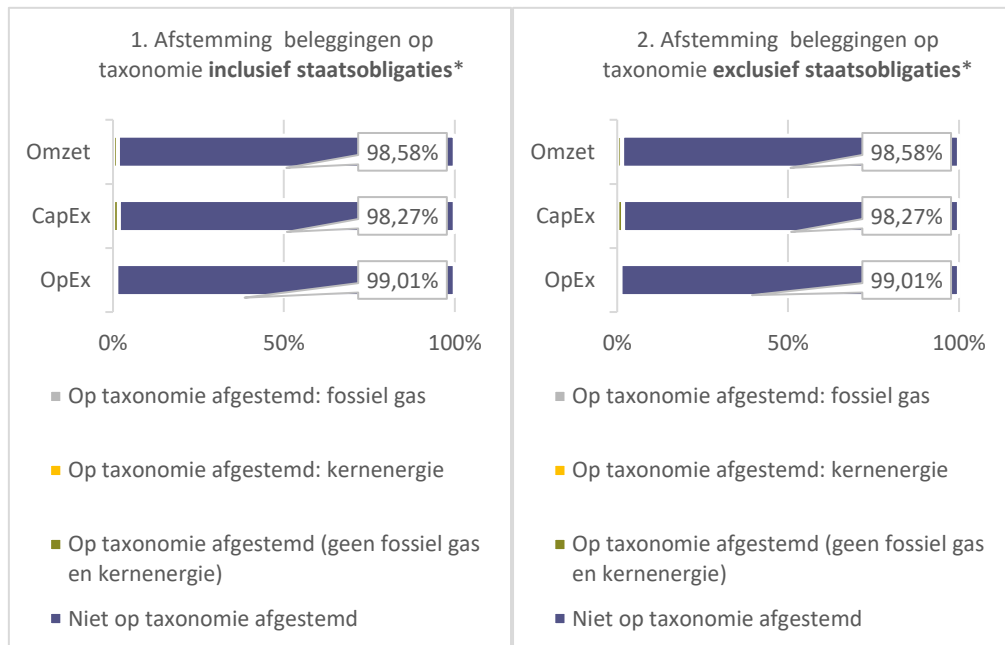 1. Afstemming beleggingen op
taxonomie inclusief staatsobligaties*
Omzet
98,58%
CapEx
98,27%
OpEx
99,01%
0%
50%
100%
Op taxonomie afgestemd: fossiel gas
Op taxonomie afgestemd: kernenergie
Op taxonomie afgestemd (geen fossiel gas
en kernenergie)
Niet op taxonomie afgestemd
2. Afstemming beleggingen op
taxonomie exclusief staatsobligaties*
Omzet
98,58%
CapEx
98,27%
OpEx
99,01%
0%
50%
100%
Op taxonomie afgestemd: fossiel gas
Op taxonomie afgestemd: kernenergie
Op taxonomie afgestemd (geen fossiel gas
en kernenergie)
Niet op taxonomie afgestemd